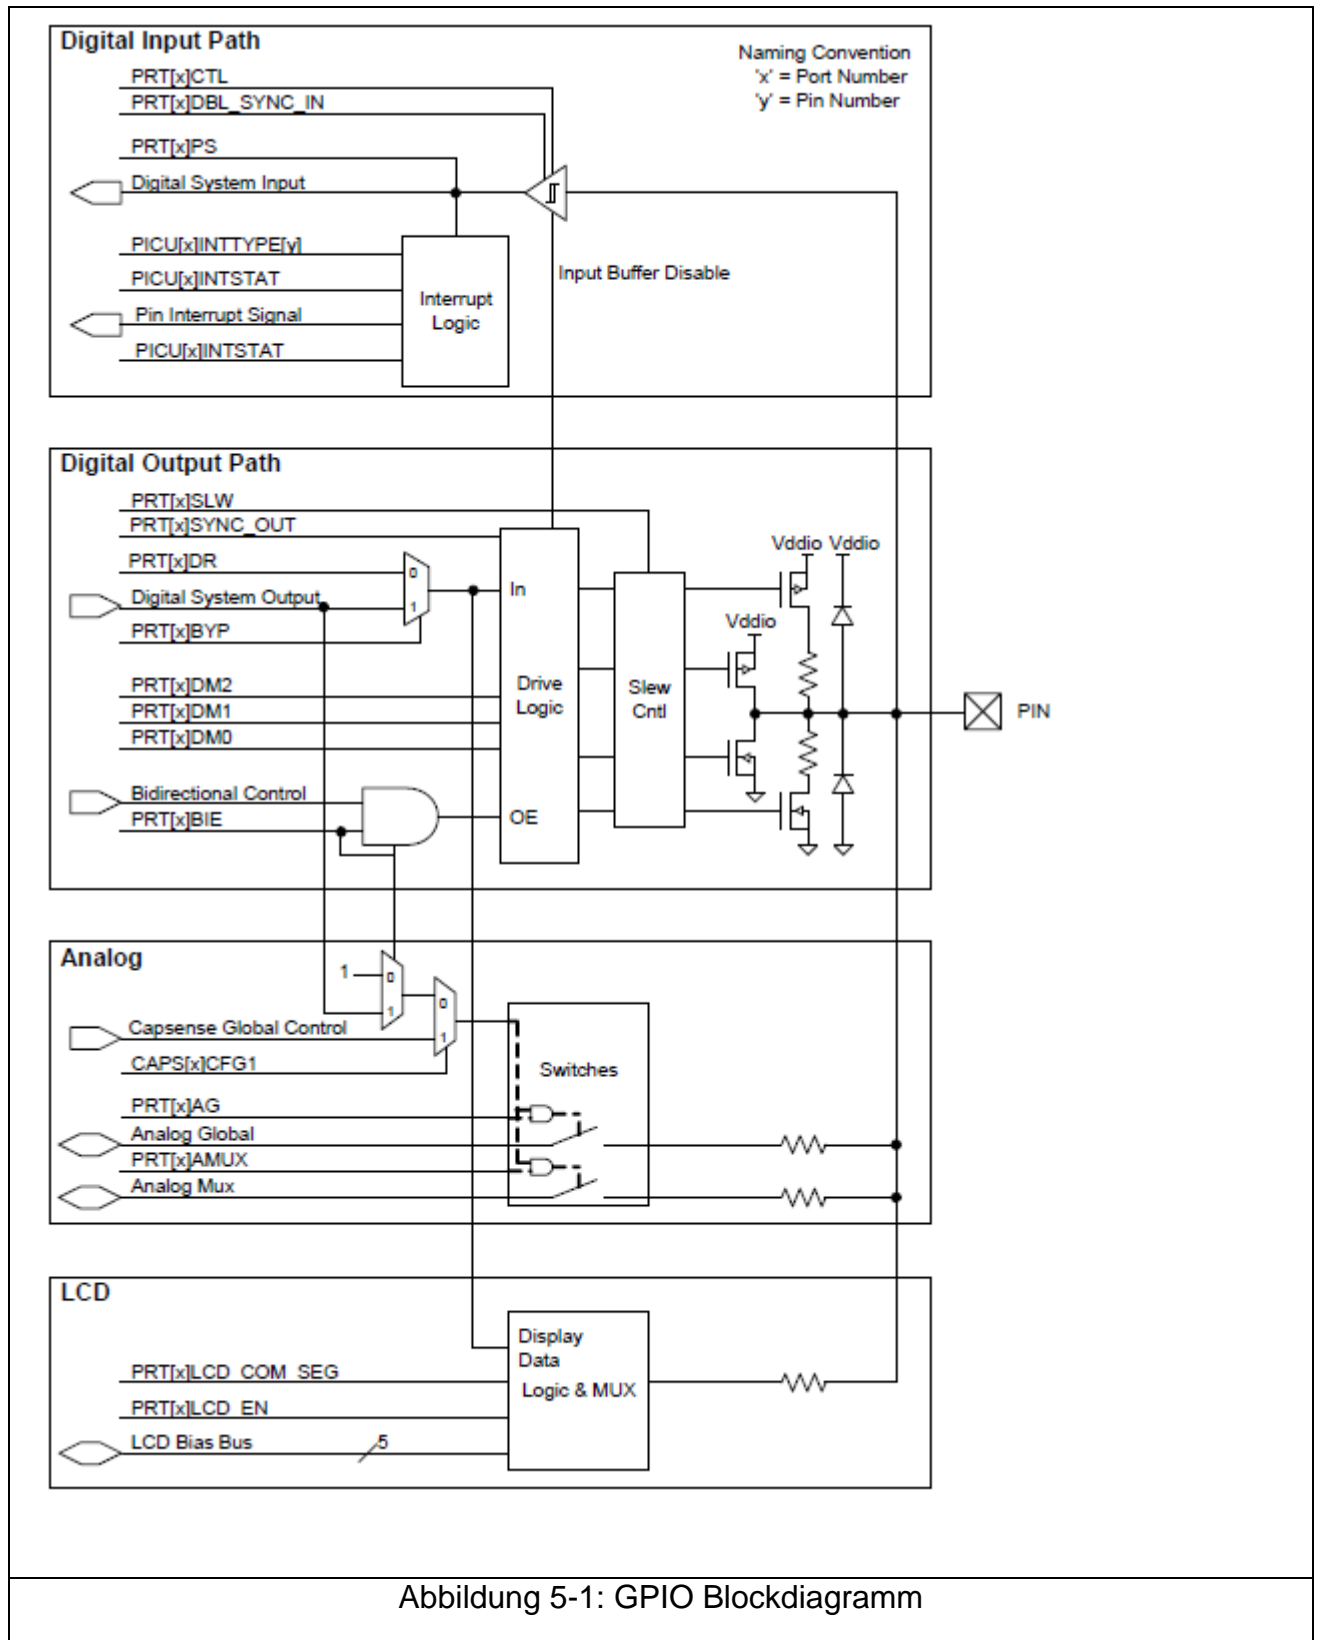 Digital Input Path
Naming Convention
'x' = Port Number
'y' = Pin Number
PRT[x]CTL
PRT[x]DBL_SYNC_IN
PRT[x]PS
Digital System Input
PICU[x]INTTYPE[y]
PICU[x]INTSTAT
Pin Interrupt Signal
PICU[x]INTSTAT
Interrupt
Logic
Input Buffer Disable
Digital Output Path
PRT[x]SLW
PRT[x]SYNC_OUT
PRT[x]DR
Digital System Output
PRT[x]BYP
0
1
PRT[x]DM2
PRT[x]DM1
PRT[x]DM0
Bidirectional Control
PRT[x]BIE
In
Drive
Logic
OE
Slew
Cntl
Vddio Vddio
Vddio
PIN
Analog
1
0
1
0
1
Capsense Global Control
CAPS[x]CFG1
Switches
PRT[x]AG
Analog Global
PRT[x]AMUX
Analog Mux
LCD
Display
Data
Logic & MUX
PRT[x]LCD_COM_SEG
PRT[x]LCD_EN
LCD Bias Bus
5
Abbildung 5-1: GPIO Blockdiagramm